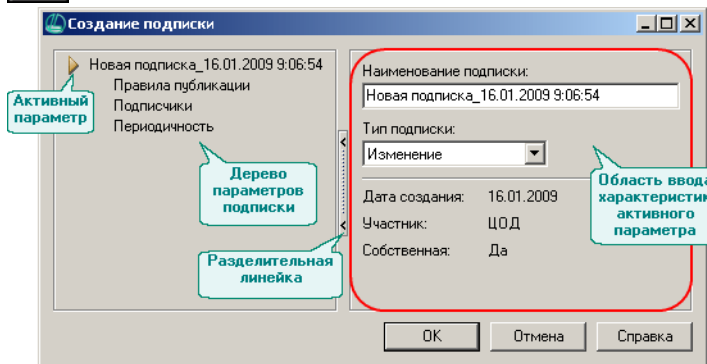 Создание подписки
Новая подписка_16.01.2009 9:06:54
Правила публикации
Подписчики
Периодичность
Активный
параметр
Дерево
параметров
подписки
Разделительная
линейка
Наименование подписки:
Новая подписка_16.01.2009 9:06:54
Тип подписки:
Изменение
Дата создания: 16.01.2009
Участник: ЦОД
Собственная: Да
Область ввода
характеристик
активного
параметра
OK Отмена Справка